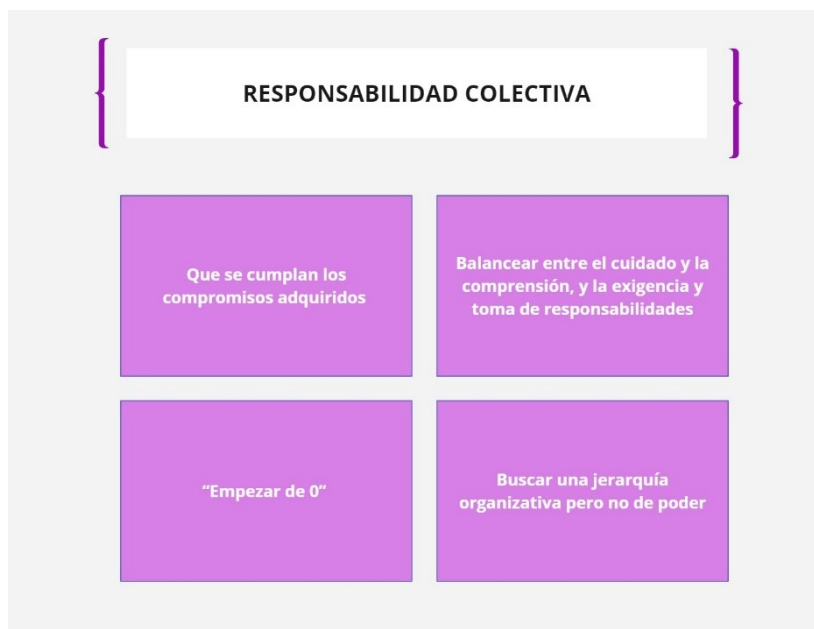 RESPONSABILIDAD COLECTIVA
Que se cumplan los
compromisos adquiridos
Balancear entre el cuidado y la
comprensión, y la exigencia y
toma de responsabilidades
“Empezar de 0”
Buscar una jerarquía
organizativa pero no de poder